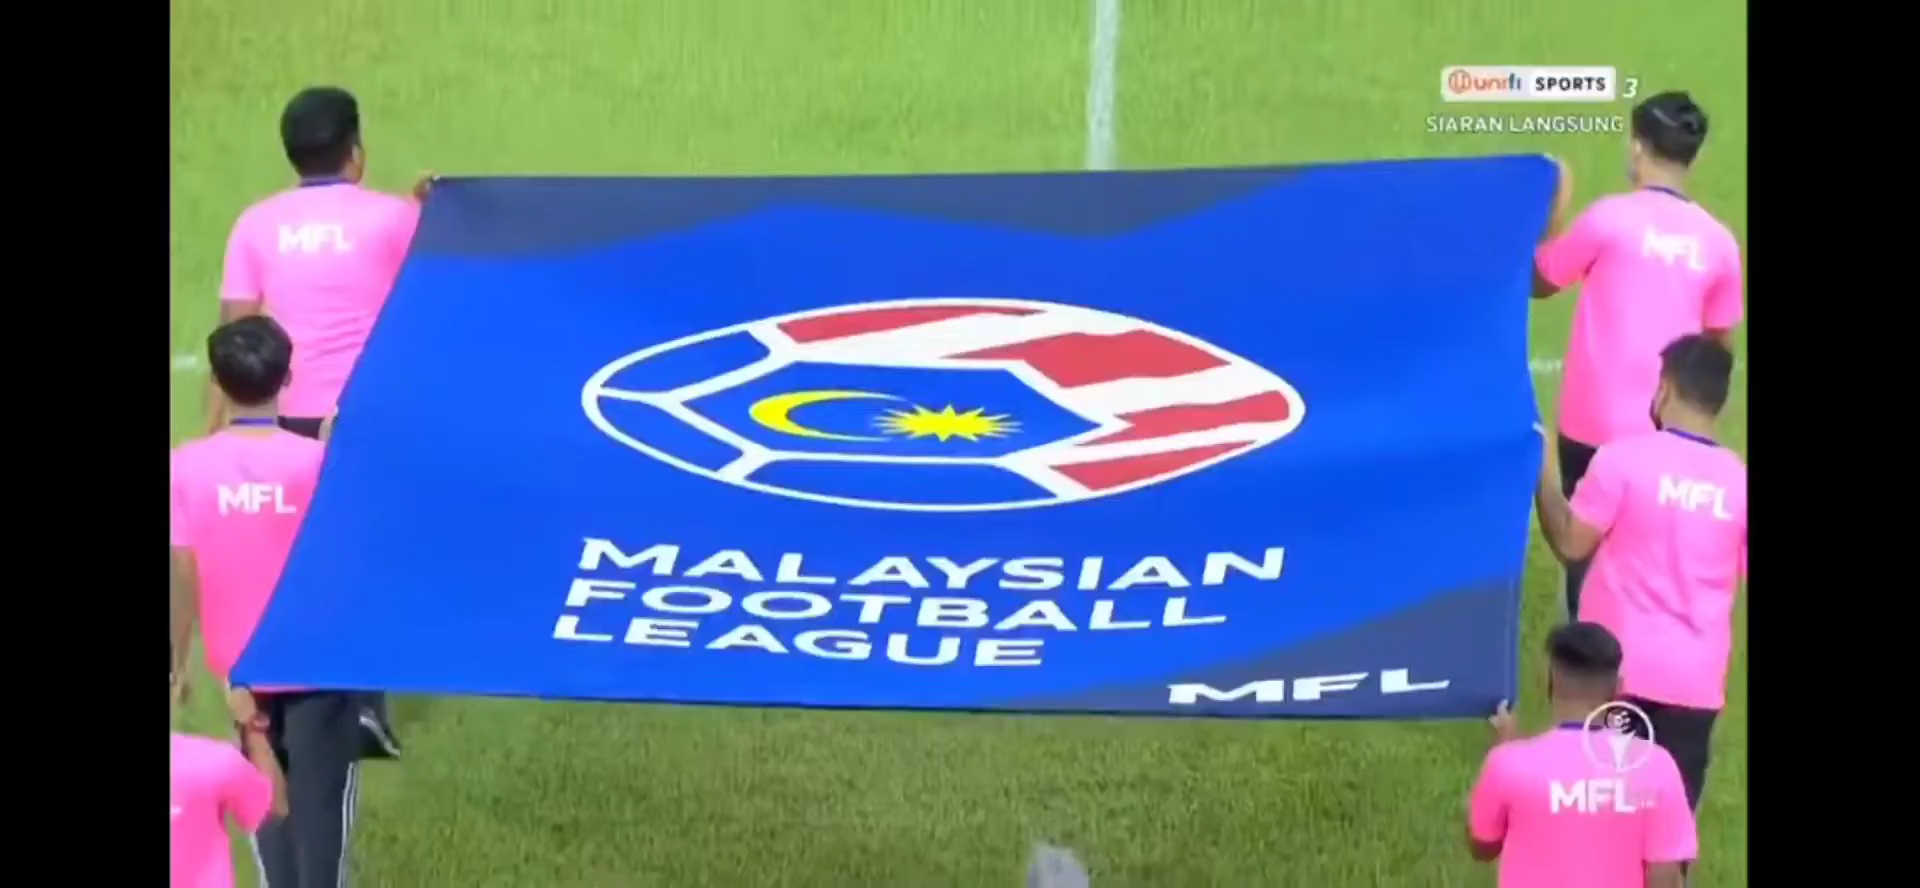 unifi SPORTS 3
SIARAN LANGSUNG
MFL
MFL
MFL
MFL
MALAYSIAN
FOOTBALL
LEAGUE
MFL
MFL